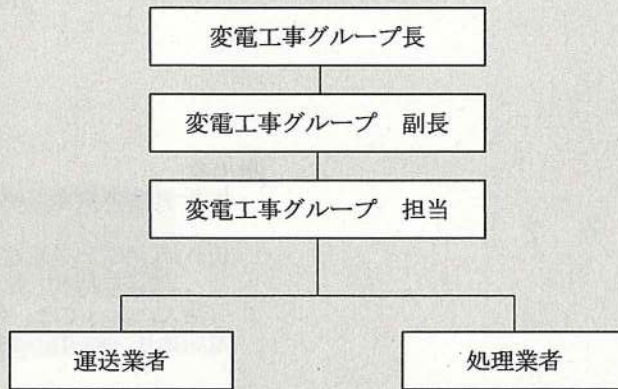 変電工事グループ長
変電工事グループ　副長
変電工事グループ　担当
運送業者
処理業者